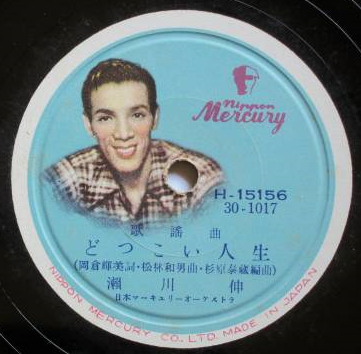 Nippon
Mercury
H-15156
30-1017
歌謡曲
どつこい人生
(岡倉輝美詞・松林和男曲・杉原泰蔵編曲)
瀬川伸
日本マーキュリーオーケストラ
NIPPON MERCURY CO., LTD. MADE IN JAPAN